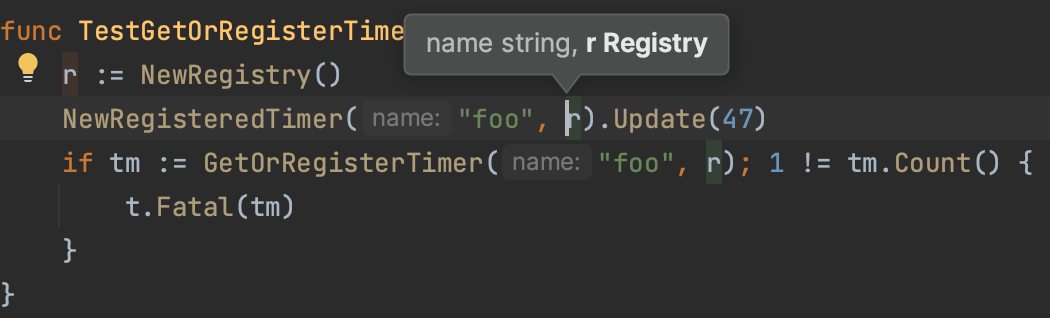 func TestGetOrRegisterTime
name string, r Registry
r := NewRegistry()
NewRegisteredTimer( name: "foo", r).Update(47)
if tm := GetOrRegisterTimer( name: "foo", r); 1 != tm.Count() {
t.Fatal(tm)
}
}